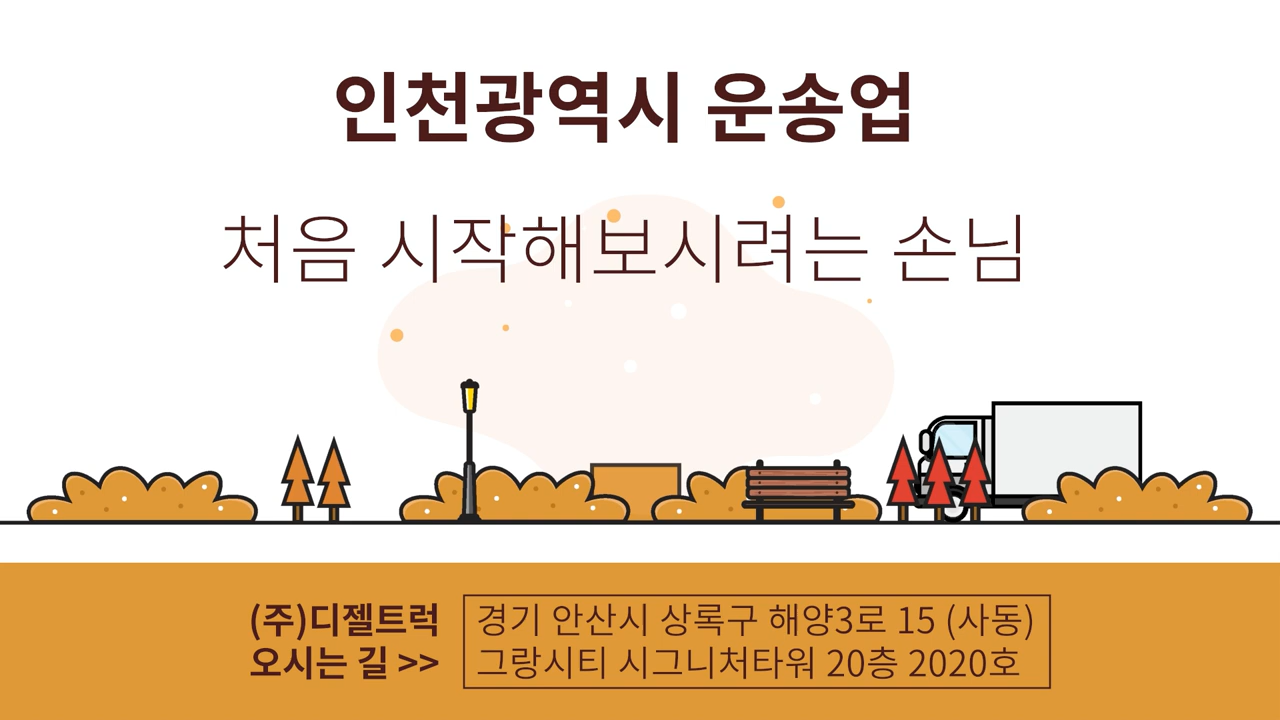 인천광역시 운송업
처음 시작해보시려는 손님
(주)디젤트럭
오시는 길 >>
경기 안산시 상록구 해양3로 15 (사동)
그랑시티 시그니처타워 20층 2020호